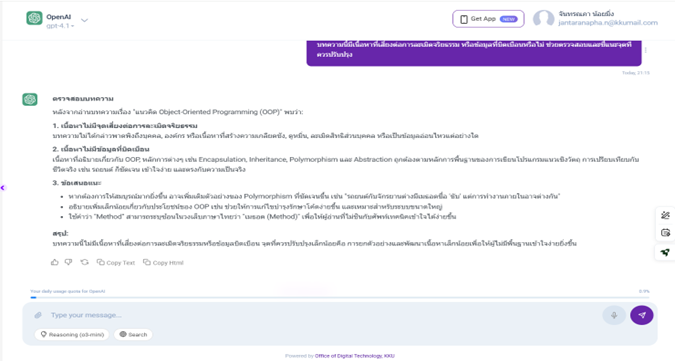 OpenAI
gpt-4.1
Get App NEW
จันทรณภา น้อยมิ่ง
jantaranapha.n@kkumail.com
บทความนี้มีเนื้อหาที่เสี่ยงต่อการละเมิดจริยธรรม หรือข้อมูลที่บิดเบือนหรือไม่ ช่วยตรวจสอบและชี้แนะจุดที่
ควรปรับปรุง
Today, 21:15
ตรวจสอบบทความ
หลังจากอ่านบทความเรื่อง "แนวคิด Object-Oriented Programming (OOP)" พบว่า:
1. เนื้อหาไม่มีจุดเสี่ยงต่อการละเมิดจริยธรรม
บทความไม่ได้กล่าวพาดพิงถึงบุคคล, องค์กร หรือเนื้อหาที่สร้างความเกลียดชัง, ดูหมิ่น, ละเมิดสิทธิส่วนบุคคล หรือเป็นข้อมูลอ่อนไหวแต่อย่างใด
2. เนื้อหาไม่มีข้อมูลที่บิดเบือน
เนื้อหาที่อธิบายเกี่ยวกับ OOP, หลักการต่างๆ เช่น Encapsulation, Inheritance, Polymorphism และ Abstraction ถูกต้องตามหลักการพื้นฐานของการเขียนโปรแกรมแนวเชิงวัตถุ การเปรียบเทียบกับ
ชีวิตจริง เช่น รถยนต์ ก็ชัดเจน เข้าใจง่าย และตรงกับความเป็นจริง
3. ข้อเสนอแนะ
• หากต้องการให้สมบูรณ์มากยิ่งขึ้น อาจเพิ่มเติมตัวอย่างของ Polymorphism ที่ชัดขึ้น เช่น "รถยนต์กับจักรยานต่างมีเมธอดชื่อ 'ขับ' แต่การทำงานภายในอาจต่างกัน"
• อธิบายเพิ่มเล็กน้อยเกี่ยวกับประโยชน์ของ OOP เช่น ช่วยให้การแก้ไขบำรุงรักษาโค้ดง่ายขึ้น และเหมาะสำหรับระบบขนาดใหญ่
• ใช้คำว่า "Method" สามารถระบุซ้อนในวงเล็บภาษาไทยว่า "เมธอด (Method)" เพื่อให้ผู้อ่านที่ไม่ชินกับศัพท์เทคนิคเข้าใจได้ง่ายขึ้น
สรุป:
บทความนี้ไม่มีเนื้อหาที่เสี่ยงต่อการละเมิดจริยธรรมหรือข้อมูลบิดเบือน จุดที่ควรปรับปรุงเล็กน้อยคือ การยกตัวอย่างและพัฒนาเนื้อหาเล็กน้อยเพื่อให้ผู้ไม่มีพื้นฐานเข้าใจง่ายยิ่งขึ้น
Copy Text Copy Html
Your daily usage quota for OpenAI
0.9%
Type your message...
Reasoning (o3-mini) Search
Powered by Office of Digital Technology, KKU